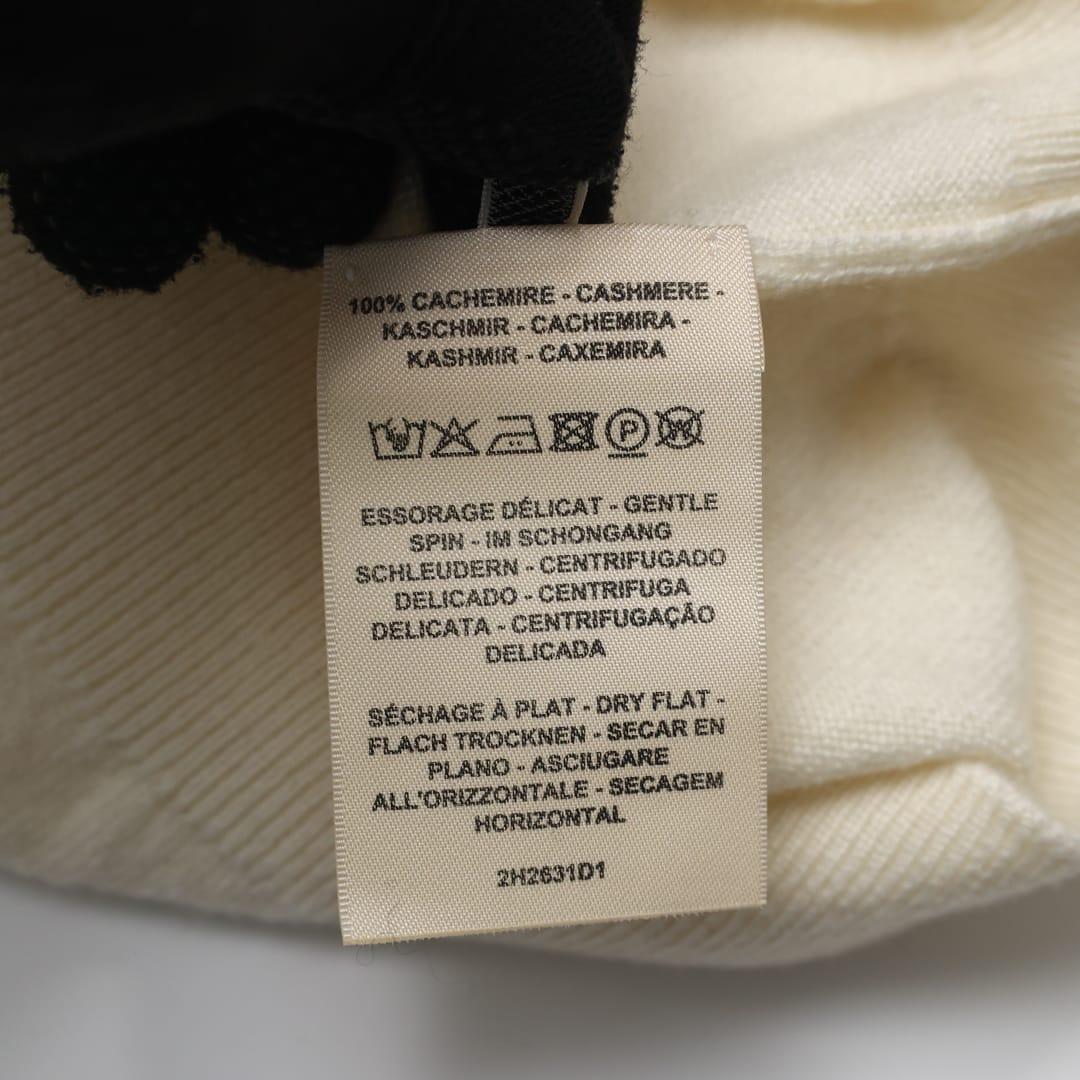 100% CACHEMIRE - CASHMERE -
KASCHMIR - CACHEMIRA -
KASHMIR - CAXEMIRA
P
W
ESSORAGE DÉLICAT - GENTLE
SPIN - IM SCHONGANG
SCHLEUDERN - CENTRIFUGADO
DELICADO - CENTRIFUGA
DELICATA - CENTRIFUGAÇÃO
DELICADA
SÉCHAGE À PLAT - DRY FLAT -
FLACH TROCKNEN - SECAR EN
PLANO - ASCIUGARE
ALL'ORIZZONTALE - SECAGEM
HORIZONTAL
2H2631D1